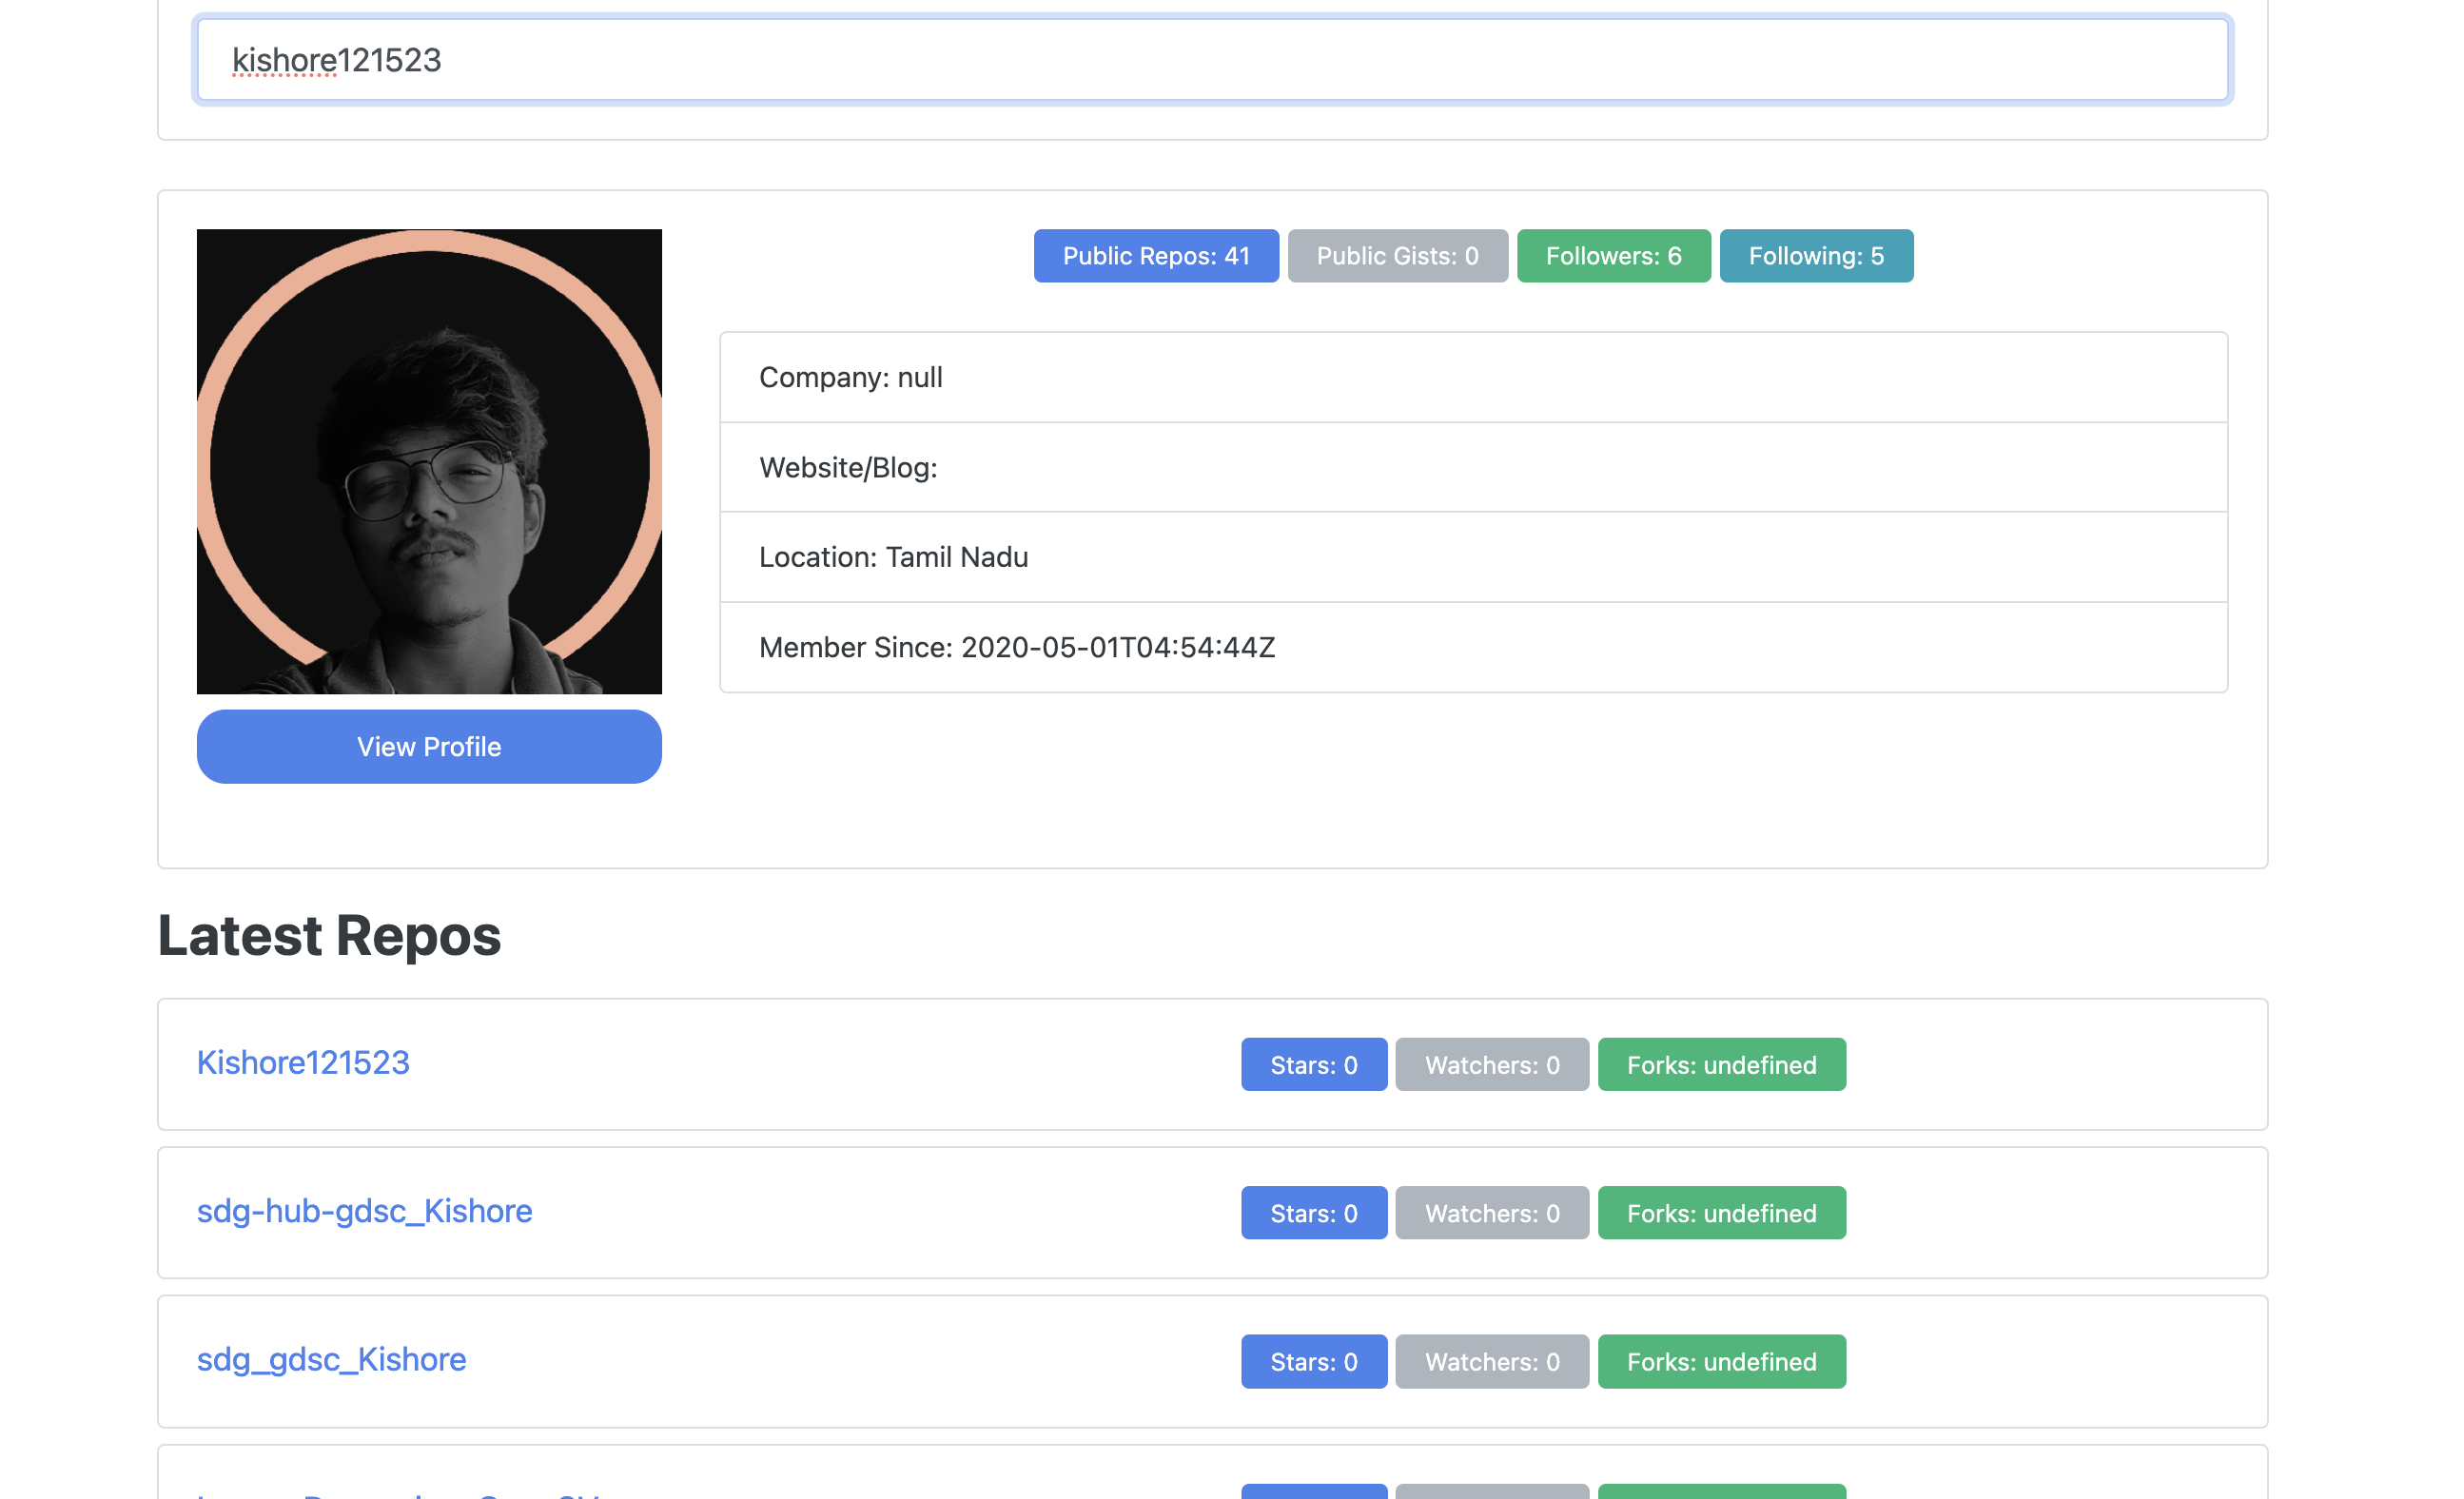 kishore121523
Public Repos: 41 Public Gists: 0 Followers: 6 Following: 5
Company: null
Website/Blog:
Location: Tamil Nadu
Member Since: 2020-05-01T04:54:44Z
View Profile
Latest Repos
Kishore121523 Stars: 0 Watchers: 0 Forks: undefined
sdg-hub-gdsc_Kishore Stars: 0 Watchers: 0 Forks: undefined
sdg_gdsc_Kishore Stars: 0 Watchers: 0 Forks: undefined